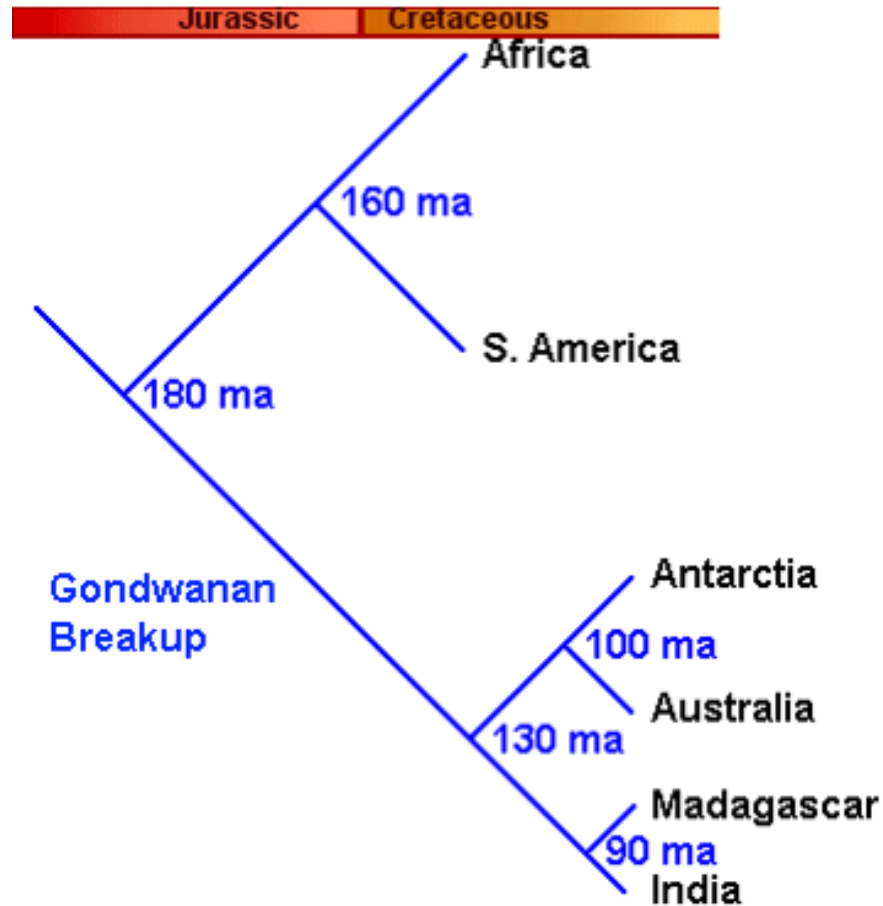 Jurassic Cretaceous
Africa
160 ma
S. America
180 ma
Gondwanan
Breakup
Antarctia
100 ma
Australia
130 ma
Madagascar
90 ma
India